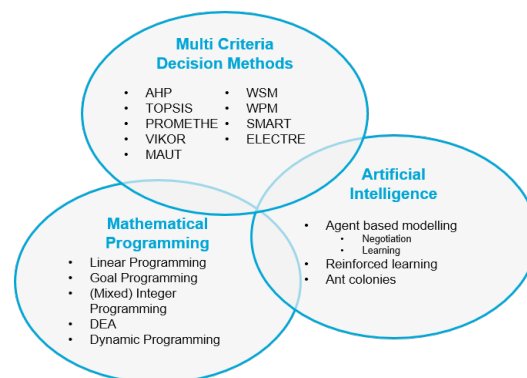 Multi Criteria
Decision Methods
• AHP
• TOPSIS
• PROMETHE
• VIKOR
• MAUT
• WSM
• WPM
• SMART
• ELECTRE
Artificial
Intelligence
• Agent based modelling
• Negotiation
• Learning
• Reinforced learning
• Ant colonies
Mathematical
Programming
• Linear Programming
• Goal Programming
• (Mixed) Integer
Programming
• DEA
• Dynamic Programming